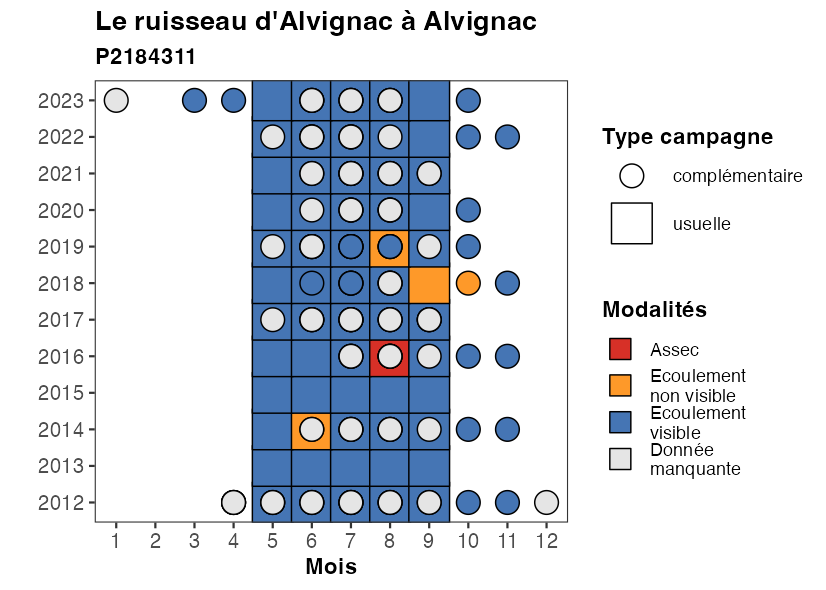 Le ruisseau d'Alvignac à Alvignac
P2184311
2023
2022
2021
2020
2019
2018
2017
2016
2015
2014
2013
2012
1 2 3 4 5 6 7 8 9 10 11 12
Mois
Type campagne
complémentaire
usuelle
Modalités
Assec
Ecoulement
non visible
Ecoulement
visible
Donnée
manquante